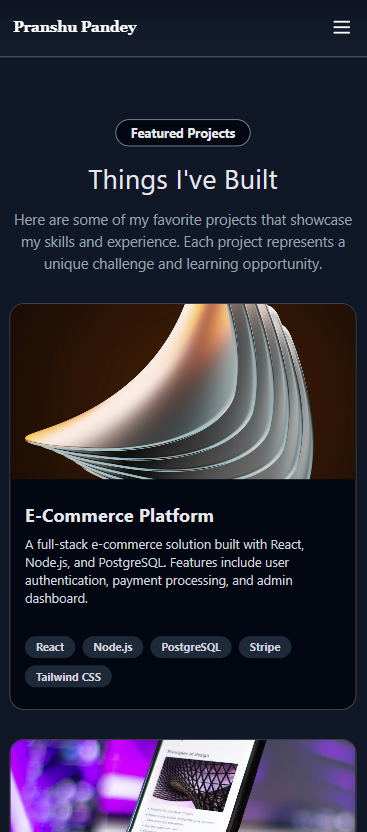 Pranshu Pandey
Featured Projects
Things I've Built
Here are some of my favorite projects that showcase
my skills and experience. Each project represents a
unique challenge and learning opportunity.
E-Commerce Platform
A full-stack e-commerce solution built with React,
Node.js, and PostgreSQL. Features include user
authentication, payment processing, and admin
dashboard.
React Node.js PostgreSQL Stripe
Tailwind CSS
Principles of design